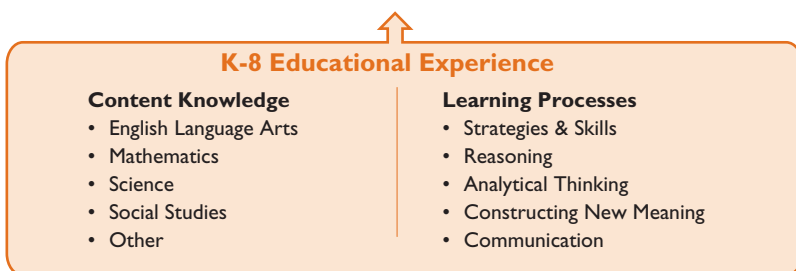 K-8 Educational Experience
Content Knowledge
• English Language Arts
• Mathematics
• Science
• Social Studies
• Other
Learning Processes
• Strategies & Skills
• Reasoning
• Analytical Thinking
• Constructing New Meaning
• Communication